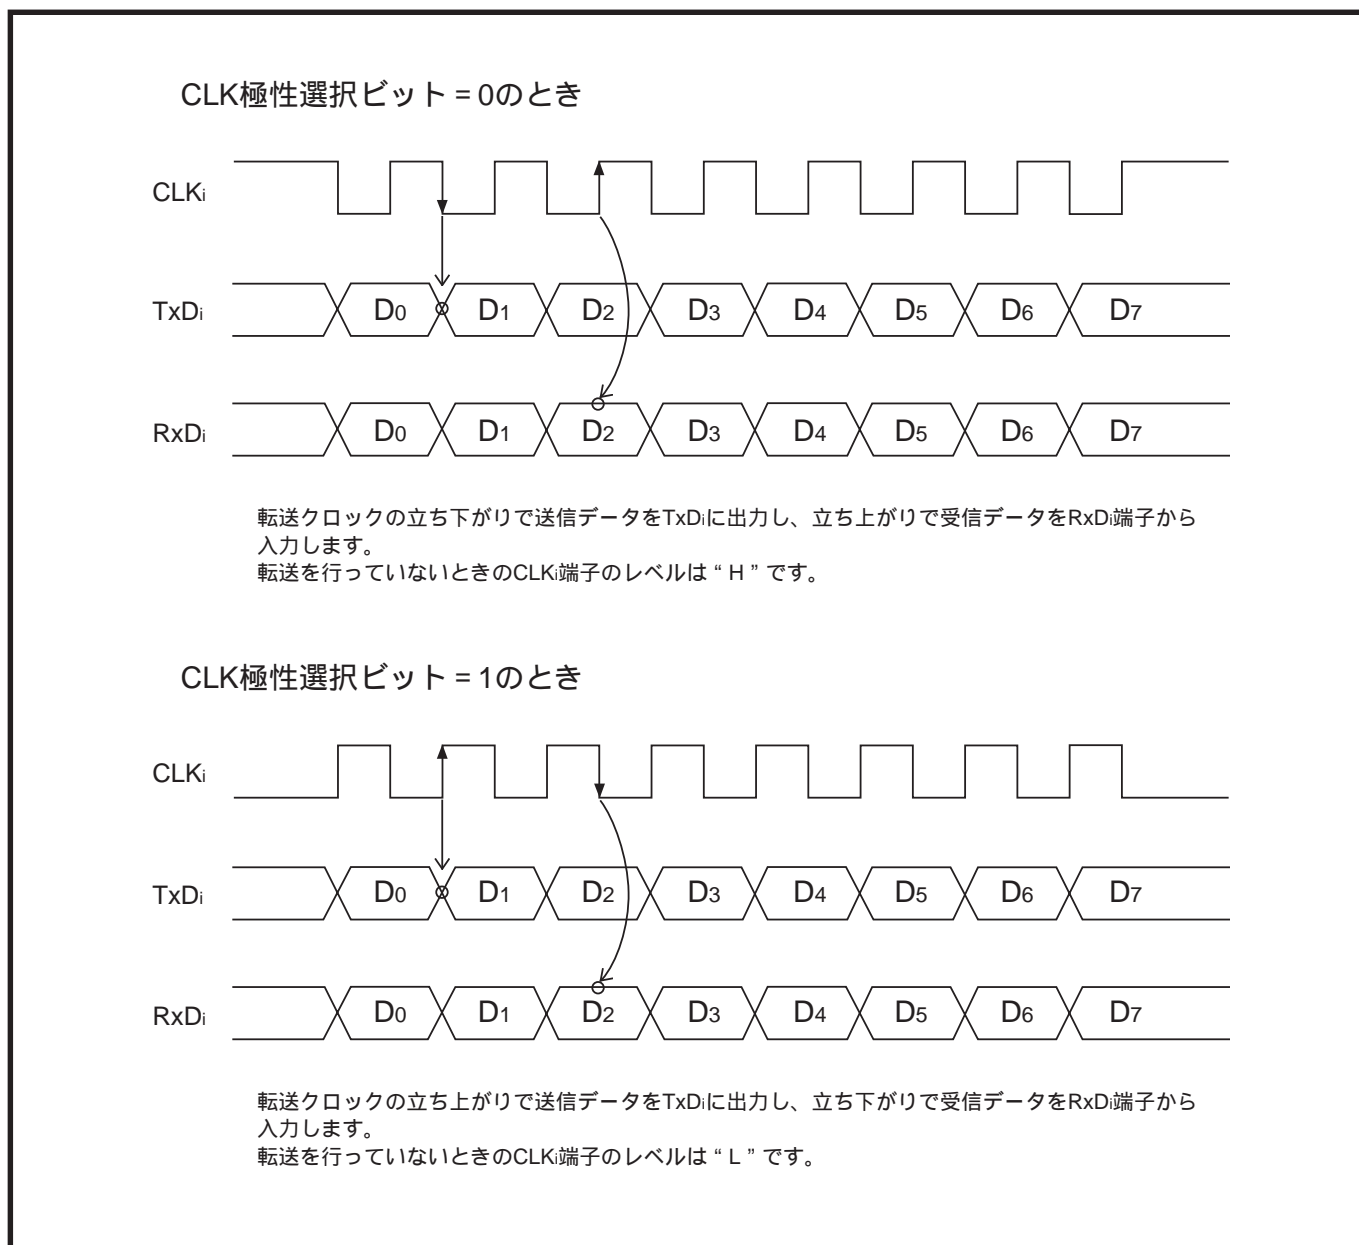 CLK極性選択ビット = 0のとき
CLKi
TxDi D0 D1 D2 D3 D4 D5 D6 D7
RxDi D0 D1 D2 D3 D4 D5 D6 D7
転送クロックの立ち下がりで送信データをTxDiに出力し、立ち上がりで受信データをRxDi端子から
入力します。
転送を行っていないときのCLKi端子のレベルは“H”です。
CLK極性選択ビット = 1のとき
CLKi
TxDi D0 D1 D2 D3 D4 D5 D6 D7
RxDi D0 D1 D2 D3 D4 D5 D6 D7
転送クロックの立ち上がりで送信データをTxDiに出力し、立ち下がりで受信データをRxDi端子から
入力します。
転送を行っていないときのCLKi端子のレベルは“L”です。